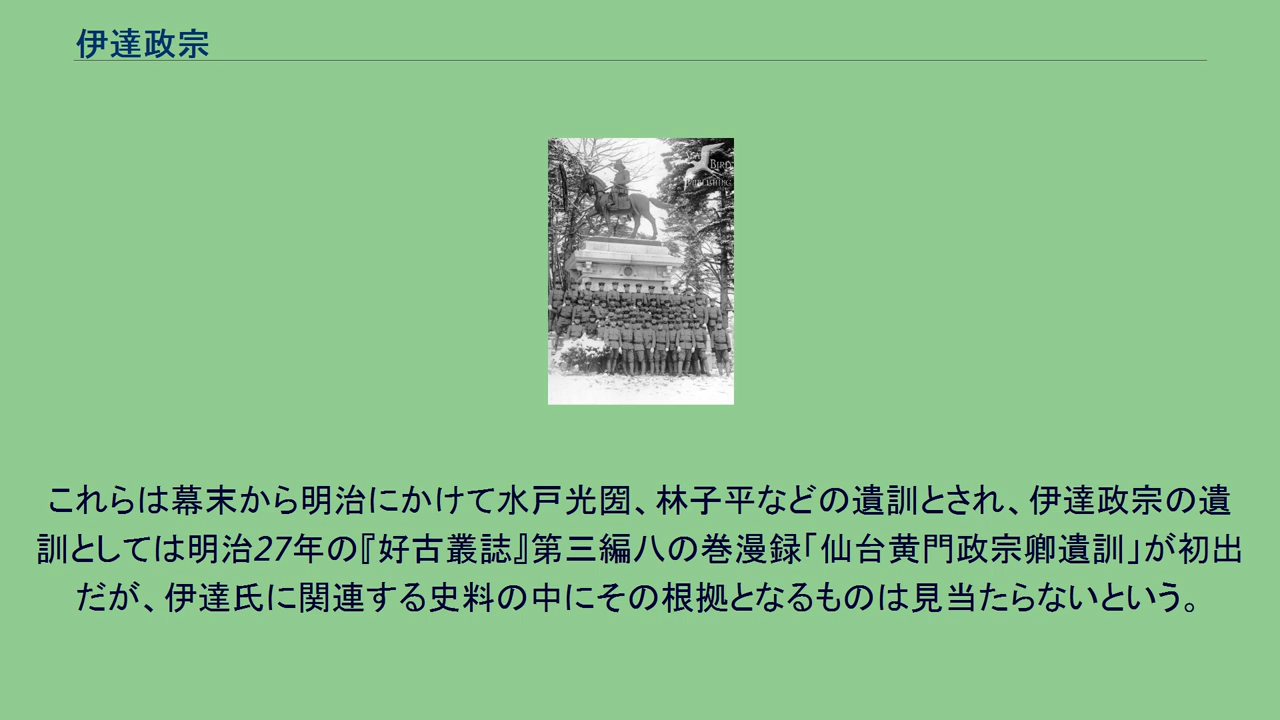 伊達政宗
BIRD
PUBLISHING
これらは幕末から明治にかけて水戸光圀、林子平などの遺訓とされ、伊達政宗の遺
訓としては明治27年の『好古叢誌』第三編八の巻漫録「仙台黄門政宗卿遺訓」が初出
だが、伊達氏に関連する史料の中にその根拠となるものは見当たらないという。